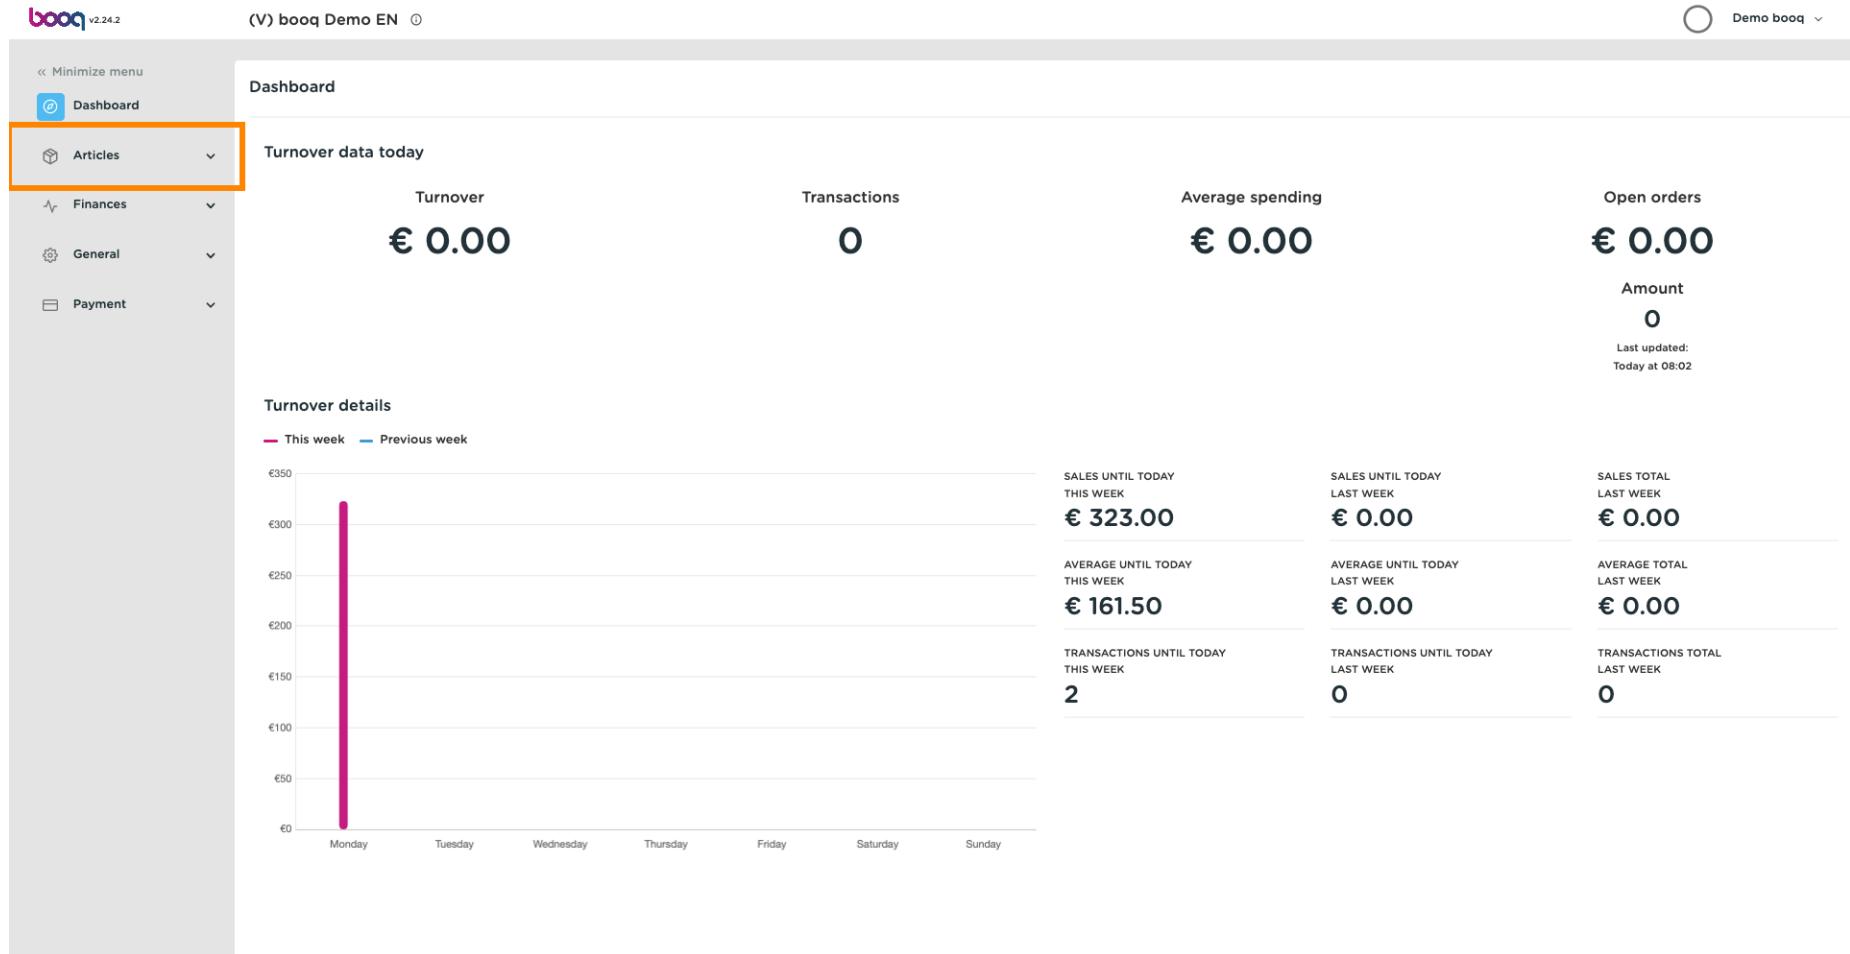 booq v2.24.2
(V) booq Demo EN
Demo booq
« Minimize menu
Dashboard
Articles
Finances
General
Payment
Dashboard
Turnover data today
Turnover
€ 0.00
Transactions
0
Average spending
€ 0.00
Open orders
€ 0.00
Amount
0
Last updated:
Today at 08:02
Turnover details
This week
Previous week
€350
€300
€250
€200
€150
€100
€50
€0
Monday
Tuesday
Wednesday
Thursday
Friday
Saturday
Sunday
SALES UNTIL TODAY
THIS WEEK
€ 323.00
SALES UNTIL TODAY
LAST WEEK
€ 0.00
SALES TOTAL
LAST WEEK
€ 0.00
AVERAGE UNTIL TODAY
THIS WEEK
€ 161.50
AVERAGE UNTIL TODAY
LAST WEEK
€ 0.00
AVERAGE TOTAL
LAST WEEK
€ 0.00
TRANSACTIONS UNTIL TODAY
THIS WEEK
2
TRANSACTIONS UNTIL TODAY
LAST WEEK
0
TRANSACTIONS TOTAL
LAST WEEK
0